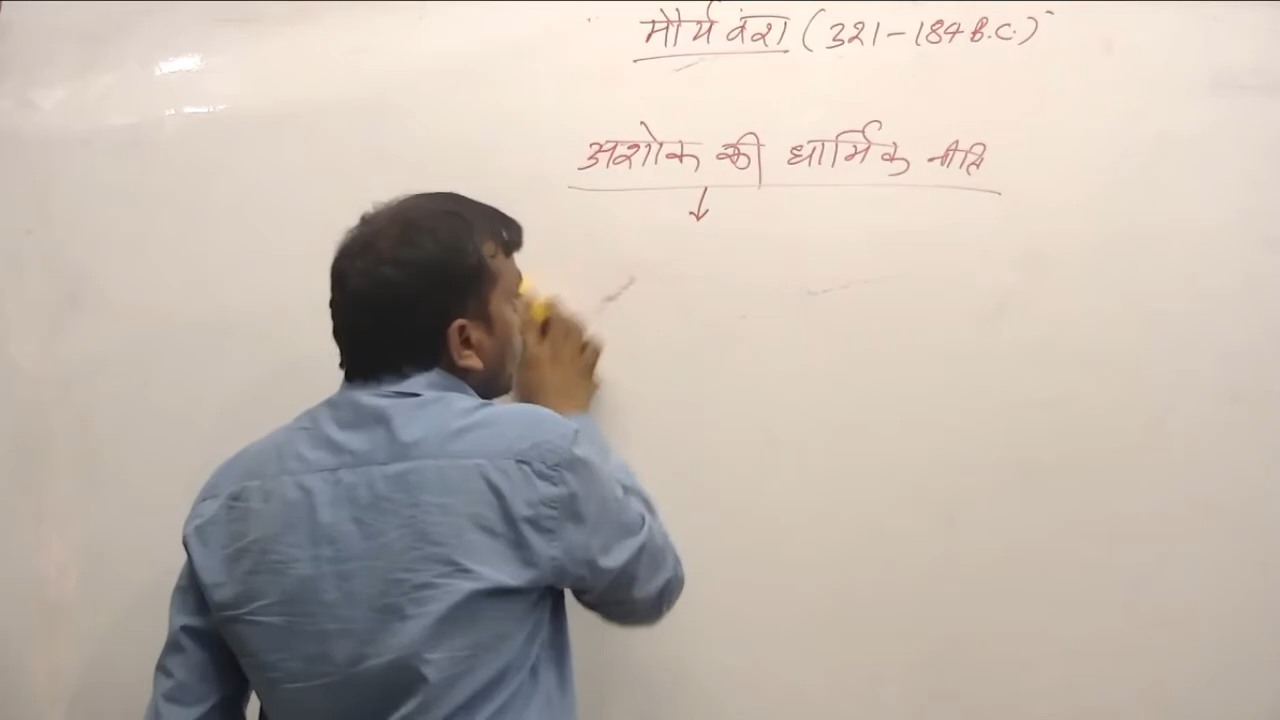 मौर्य वंश (321-184 B.C.)
अशोक की धार्मिक नीति